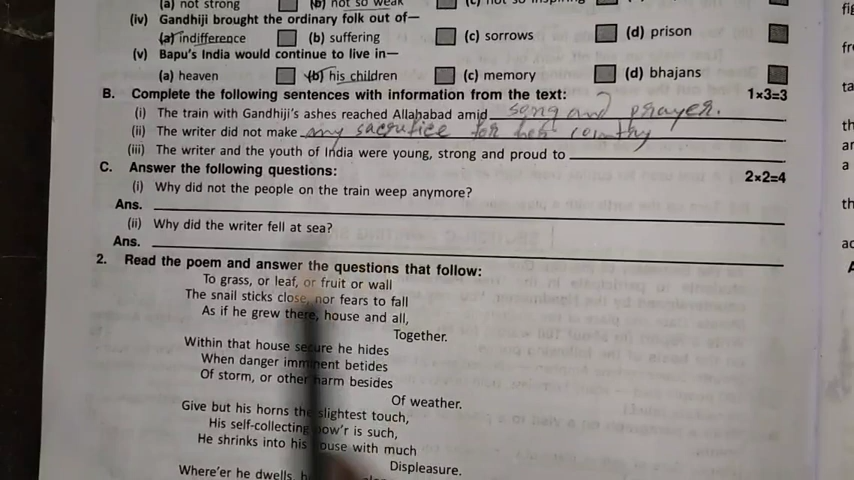 (a) not strong (b) not so weak
(iv) Gandhiji brought the ordinary folk out of—
(a) indifference (b) suffering (c) sorrows (d) prison
(v) Bapu's India would continue to live in—
(a) heaven (b) his children (c) memory (d) bhajans
B. Complete the following sentences with information from the text: 1×3=3
(i) The train with Gandhiji's ashes reached Allahabad amid song and prayer.
(ii) The writer did not make any sacrifice for her country
(iii) The writer and the youth of India were young, strong and proud to
C. Answer the following questions: 2×2=4
(i) Why did not the people on the train weep anymore?
Ans.
(ii) Why did the writer fell at sea?
Ans.
2. Read the poem and answer the questions that follow:
To grass, or leaf, or fruit or wall
The snail sticks close, nor fears to fall
As if he grew there, house and all,
Together.
Within that house secure he hides
When danger imminent betides
Of storm, or other harm besides
Of weather.
Give but his horns the slightest touch,
His self-collecting pow'r is such,
He shrinks into his house with much
Displeasure.
Where'er he dwells,